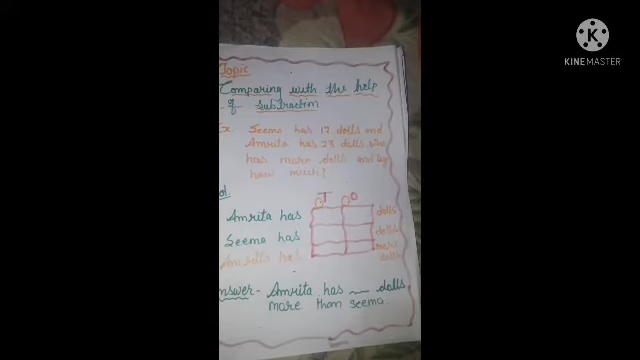 Topic
Comparing with the help
of subtraction
Ex. Seema has 17 dolls and
Amrita has 23 dolls who
has more dolls and by
how much?
Sol.
T O
Amrita has dolls
Seema has dolls
Amrita has more
dolls
Answer - Amrita has __ dolls
more than seema.
K
KINEMASTER